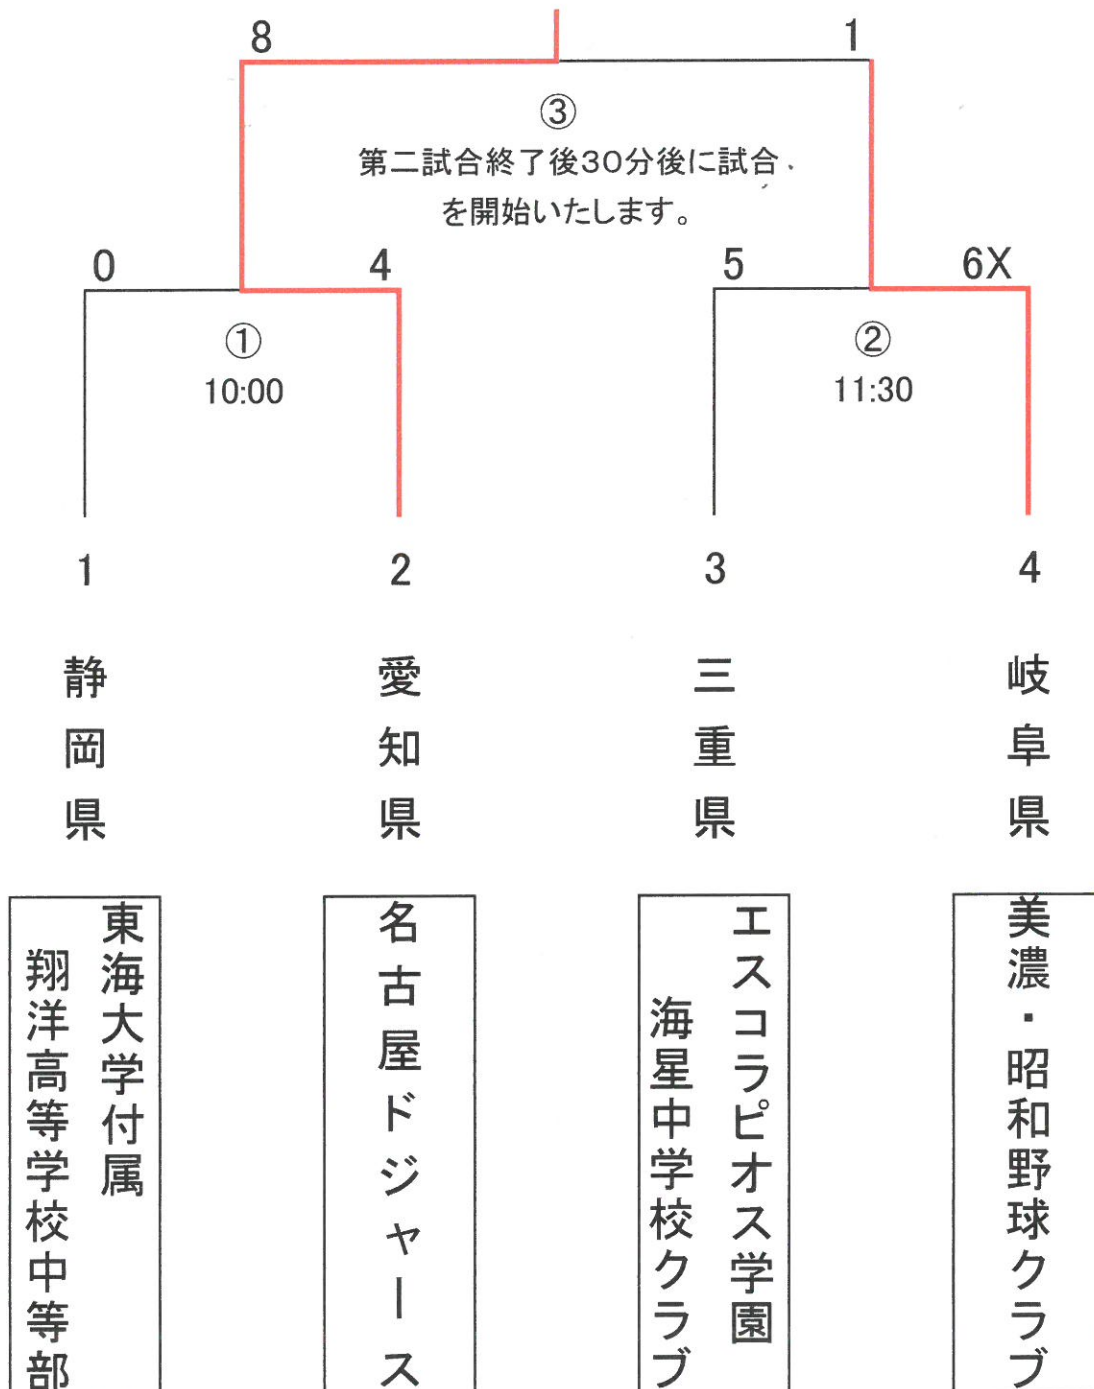 8
1
③
第二試合終了後30分後に試合
を開始いたします。
0
4
5
6X
①
10:00
②
11:30
1
2
3
4
静岡県
愛知県
三重県
岐阜県
東海大学付属
翔洋高等学校中等部
名古屋ドジャース
エスコラピオス学園
海星中学校クラブ
美濃・昭和野球クラブ